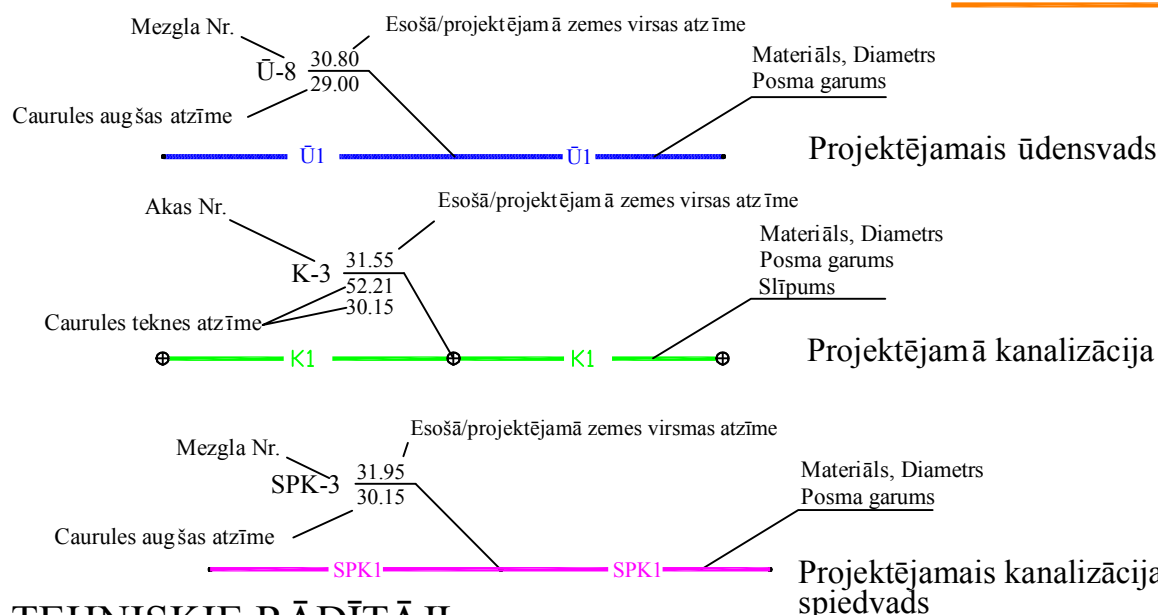 Mezgla Nr.
Esošā/projektējamā zemes virsas atzīme
Ū-8
30.80
29.00
Materiāls, Diametrs
Posma garums
Caurules augšas atzīme
Ū1
Ū1
Projektējamais ūdensvads
Akas Nr.
Esošā/projektējamā zemes virsas atzīme
K-3
31.55
52.21
30.15
Materiāls, Diametrs
Posma garums
Slīpums
Caurules teknes atzīme
K1
K1
Projektējamā kanalizācija
Mezgla Nr.
Esošā/projektējamā zemes virsmas atzīme
SPK-3
31.95
30.15
Materiāls, Diametrs
Posma garums
Caurules augšas atzīme
SPK1
SPK1
Projektējamais kanalizācija
spiedvads
TEHNISKIE RĀDĪTĀJI